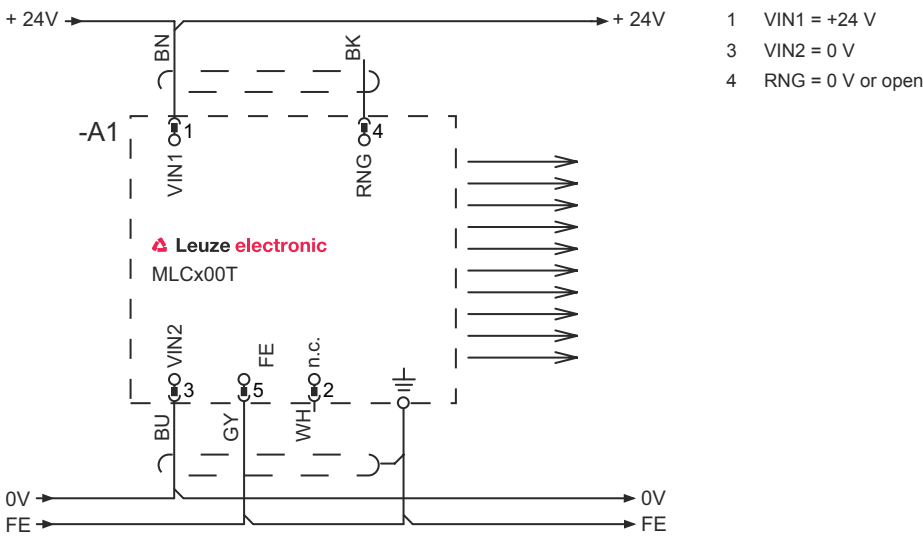 + 24V
+ 24V
1 VIN1 = +24 V
3 VIN2 = 0 V
4 RNG = 0 V or open
BN
BK
-A1
1
4
VIN1
RNG
Leuze electronic
MLCx00T
VIN2
FE
n.c.
3
5
2
BU
GY
WH
0V
0V
FE
FE